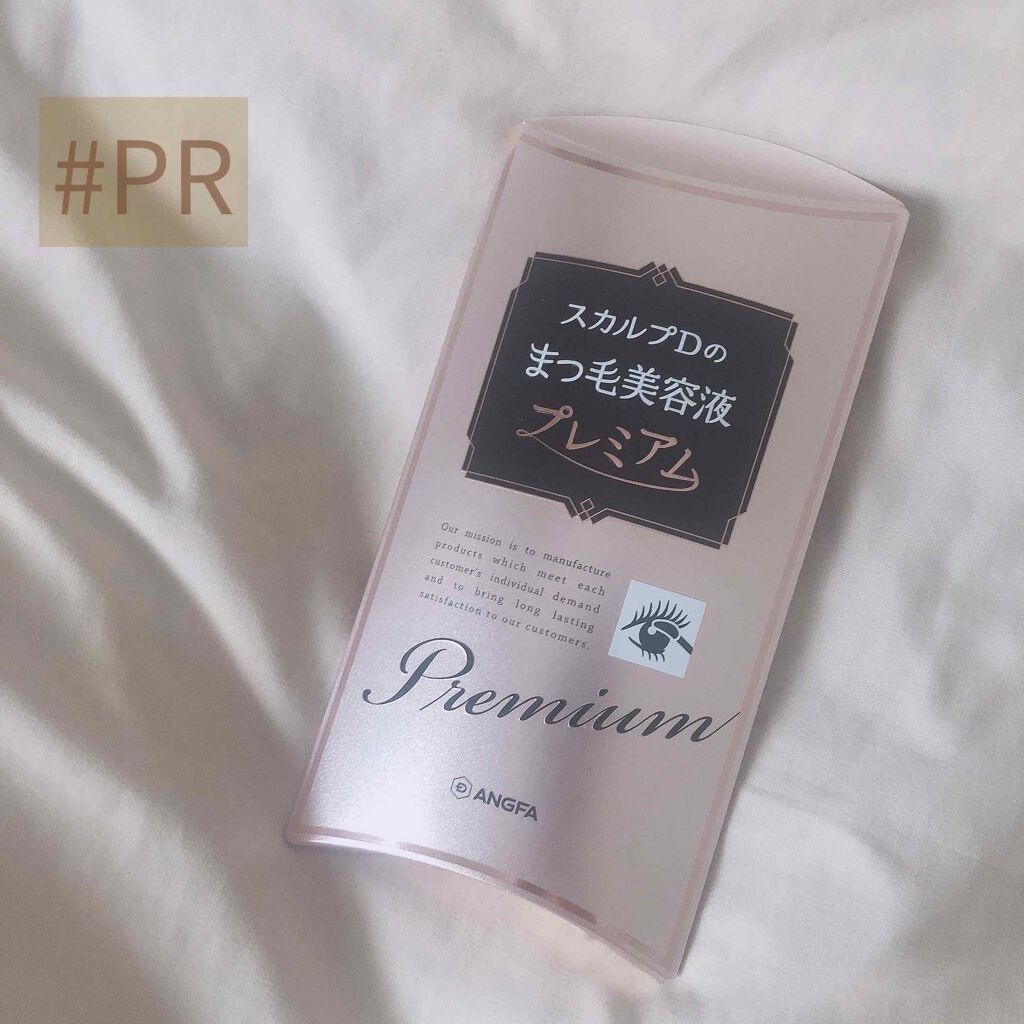 #PR
スカルプDの
まつ毛美容液
プレミアム
Our mission is to manufacture
products which meet each
customer's individual demand
and to bring long lasting
satisfaction to our customers.
Premium
ANGFA